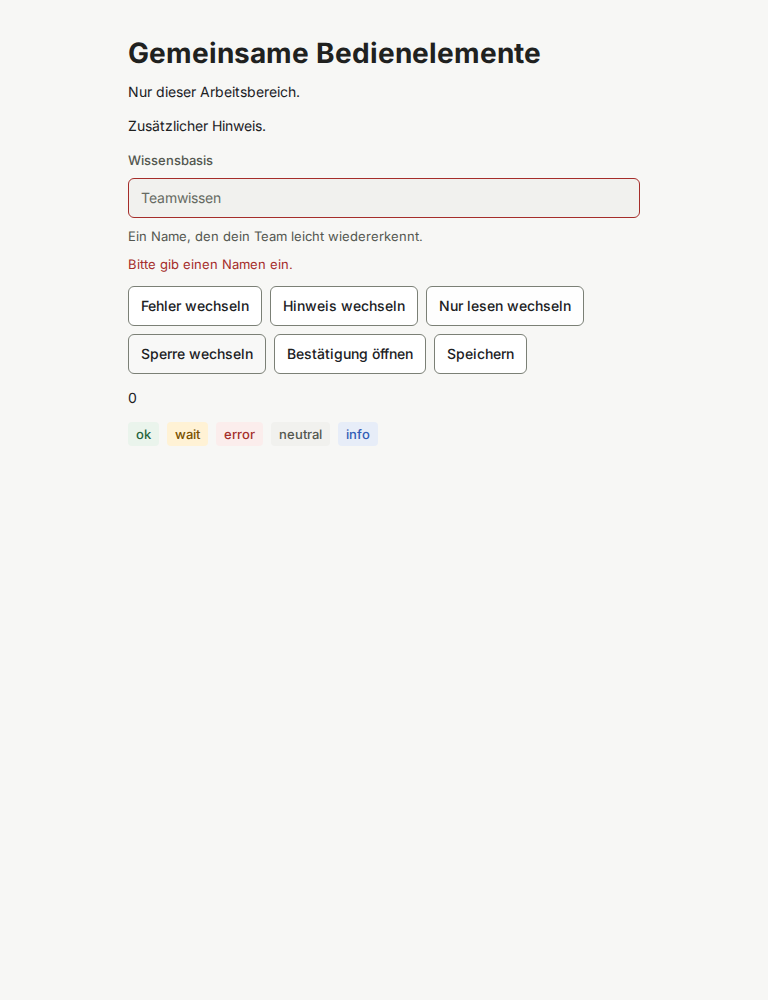 Gemeinsame Bedienelemente
Nur dieser Arbeitsbereich.
Zusätzlicher Hinweis.
Wissensbasis
Teamwissen
Ein Name, den dein Team leicht wiedererkennt.
Bitte gib einen Namen ein.
Fehler wechseln Hinweis wechseln Nur lesen wechseln
Sperre wechseln Bestätigung öffnen Speichern
0
ok wait error neutral info